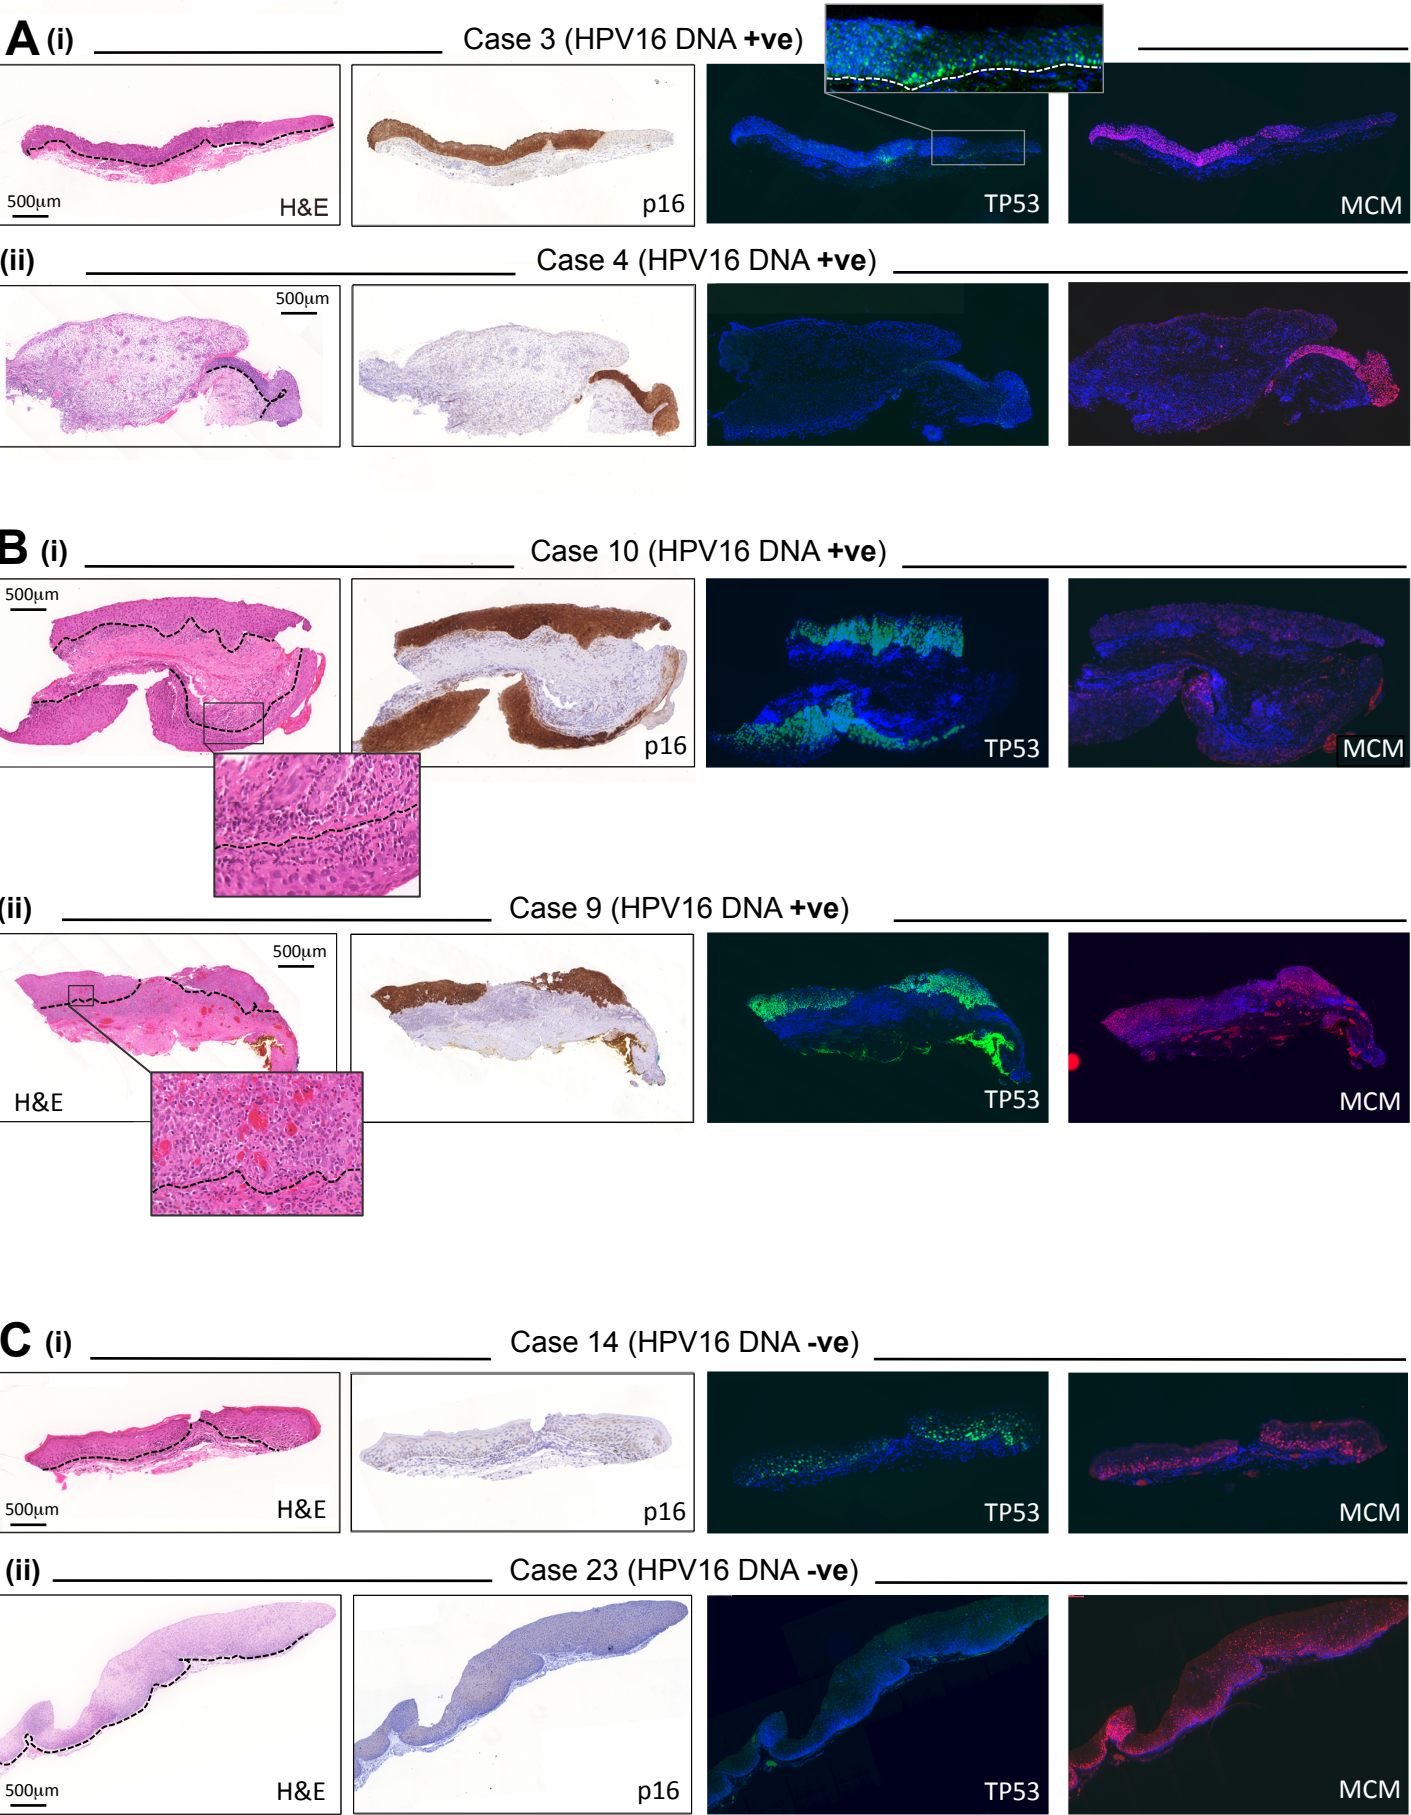 A (i) Case 3 (HPV16 DNA +ve)
500μm H&E p16 TP53 MCM
(ii) Case 4 (HPV16 DNA +ve)
500μm
B (i) Case 10 (HPV16 DNA +ve)
500μm p16 TP53 MCM
(ii) Case 9 (HPV16 DNA +ve)
500μm
H&E TP53 MCM
C (i) Case 14 (HPV16 DNA -ve)
500μm H&E p16 TP53 MCM
(ii) Case 23 (HPV16 DNA -ve)
500μm H&E p16 TP53 MCM